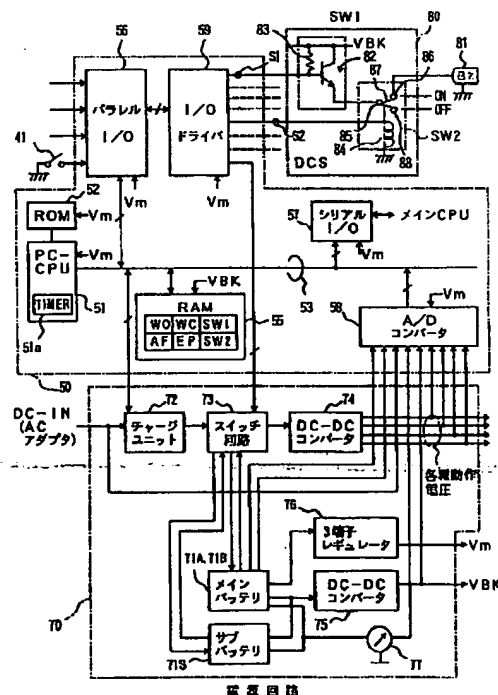 SW1
80
56
59
S1
83
VBK
82
86
87
81
ON
OFF
パラレル
I/O
I/O
ドライバ
S2
85
84
SW2
88
DCS
41
Vm
Vm
52
ROM
Vm
57
シリアル
I/O
メインCPU
Vm
PC-
CPU
Vm
TIMER
51
51a
VBK
RAM
WO WC SW1
AF EP SW2
55
53
58
Vm
A/D
コンバータ
50
DC-IN
(AC
アダプタ)
72
チャージ
ユニット
73
スイッチ
回路
74
DC-DC
コンバータ
各種動作
電圧
76
3端子
レギュレータ
Vm
71A,71B
メイン
バッテリ
DC-DC
コンバータ
75
VBK
70
サブ
バッテリ
71S
77
電源回路